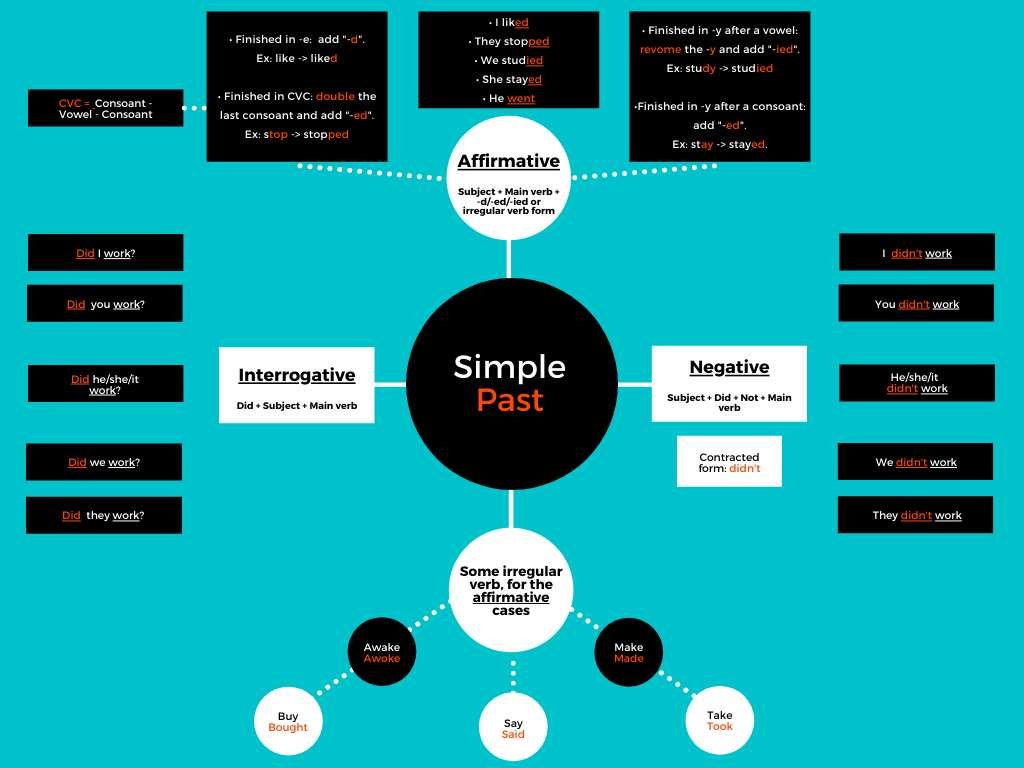 • Finished in -e: add "-d".
Ex: like -> liked
• Finished in CVC: double the
last consoant and add "-ed".
Ex: stop -> stopped
• I liked
• They stopped
• We studied
• She stayed
• He went
• Finished in -y after a vowel:
revome the -y and add "-ied".
Ex: study -> studied
•Finished in -y after a consoant:
add "-ed".
Ex: stay -> stayed.
CVC = Consoant -
Vowel - Consoant
Affirmative
Subject + Main verb +
-d/-ed/-ied or
irregular verb form
Did I work?
Did you work?
Did he/she/it
work?
Did we work?
Did they work?
Interrogative
Did + Subject + Main verb
Simple
Past
Negative
Subject + Did + Not + Main
verb
Contracted
form: didn't
I didn't work
You didn't work
He/she/it
didn't work
We didn't work
They didn't work
Some irregular
verb, for the
affirmative
cases
Awake
Awoke
Make
Made
Buy
Bought
Say
Said
Take
Took